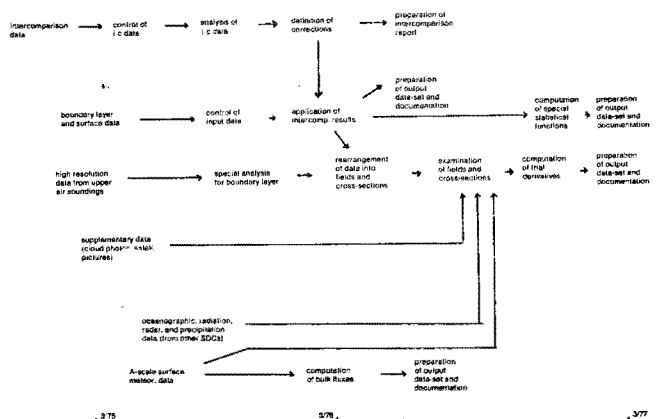 intercomparison
data
control of
i c data
analysis of
i c data
definition of
corrections
preparation of
intercomparison
report
preparation
of output
data-set and
documentation
boundary layer
and surface data
control of
input data
application of
intercomp. results
computation
of special
statistical
functions
preparation
of output
data-set and
documentation
high resolution
data from upper
air soundings
special analysis
for boundary layer
rearrangement
of data into
fields and
cross-sections
examination
of fields and
cross-sections
computation
of trial
derivatives
preparation
of output
data-set and
documentation
supplementary data
(cloud photos, satell.
pictures)
oceanographic, radiation,
radar, and precipitation
data (from other SDCs)
A-scale surface
meteor. data
computation
of bulk fluxes
preparation
of output
data-set and
documentation
3/75
3/76
3/77